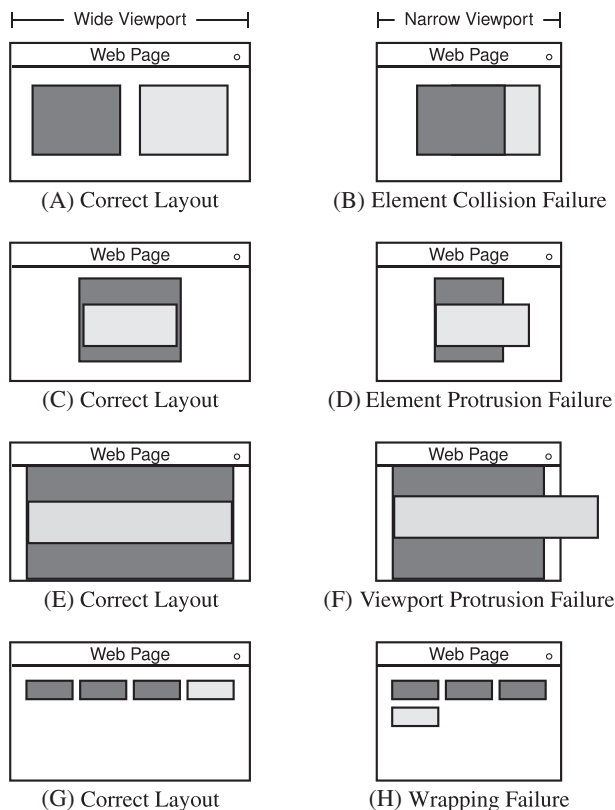 Wide Viewport Narrow Viewport
Web Page Web Page
(A) Correct Layout (B) Element Collision Failure
Web Page Web Page
(C) Correct Layout (D) Element Protrusion Failure
Web Page Web Page
(E) Correct Layout (F) Viewport Protrusion Failure
Web Page Web Page
(G) Correct Layout (H) Wrapping Failure